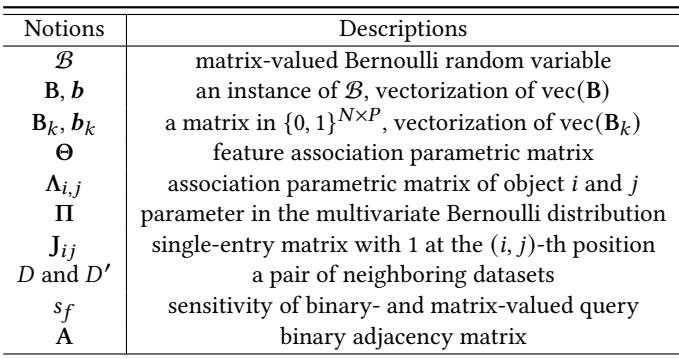 Notions Descriptions
ℬ matrix-valued Bernoulli random variable
B, b an instance of ℬ, vectorization of vec(B)
B_k, b_k a matrix in {0, 1}^{N×P}, vectorization of vec(B_k)
Θ feature association parametric matrix
Λ_{i,j} association parametric matrix of object i and j
Π parameter in the multivariate Bernoulli distribution
J_{ij} single-entry matrix with 1 at the (i, j)-th position
D and D′ a pair of neighboring datasets
s_f sensitivity of binary- and matrix-valued query
A binary adjacency matrix